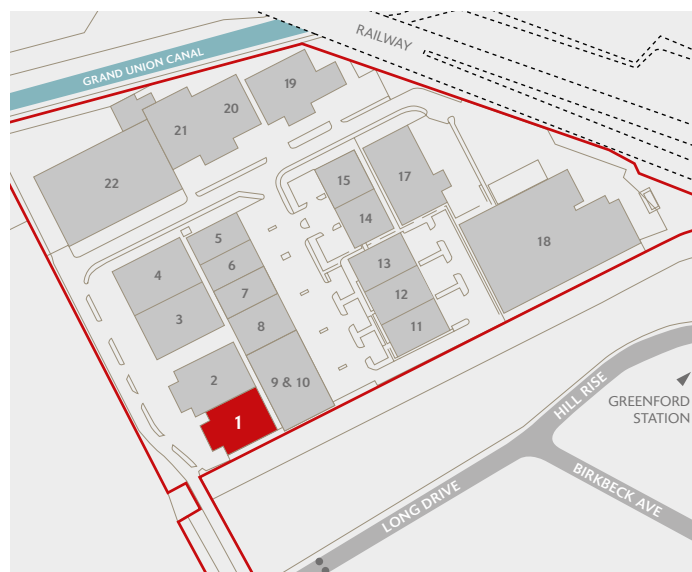 RAILWAY
GRAND UNION CANAL
19
20
21
22
15
17
14
5
18
6
4
13
7
12
3
8
11
2
9 & 10
1
HILL RISE
GREENFORD
STATION
BIRKBECK AVE
LONG DRIVE